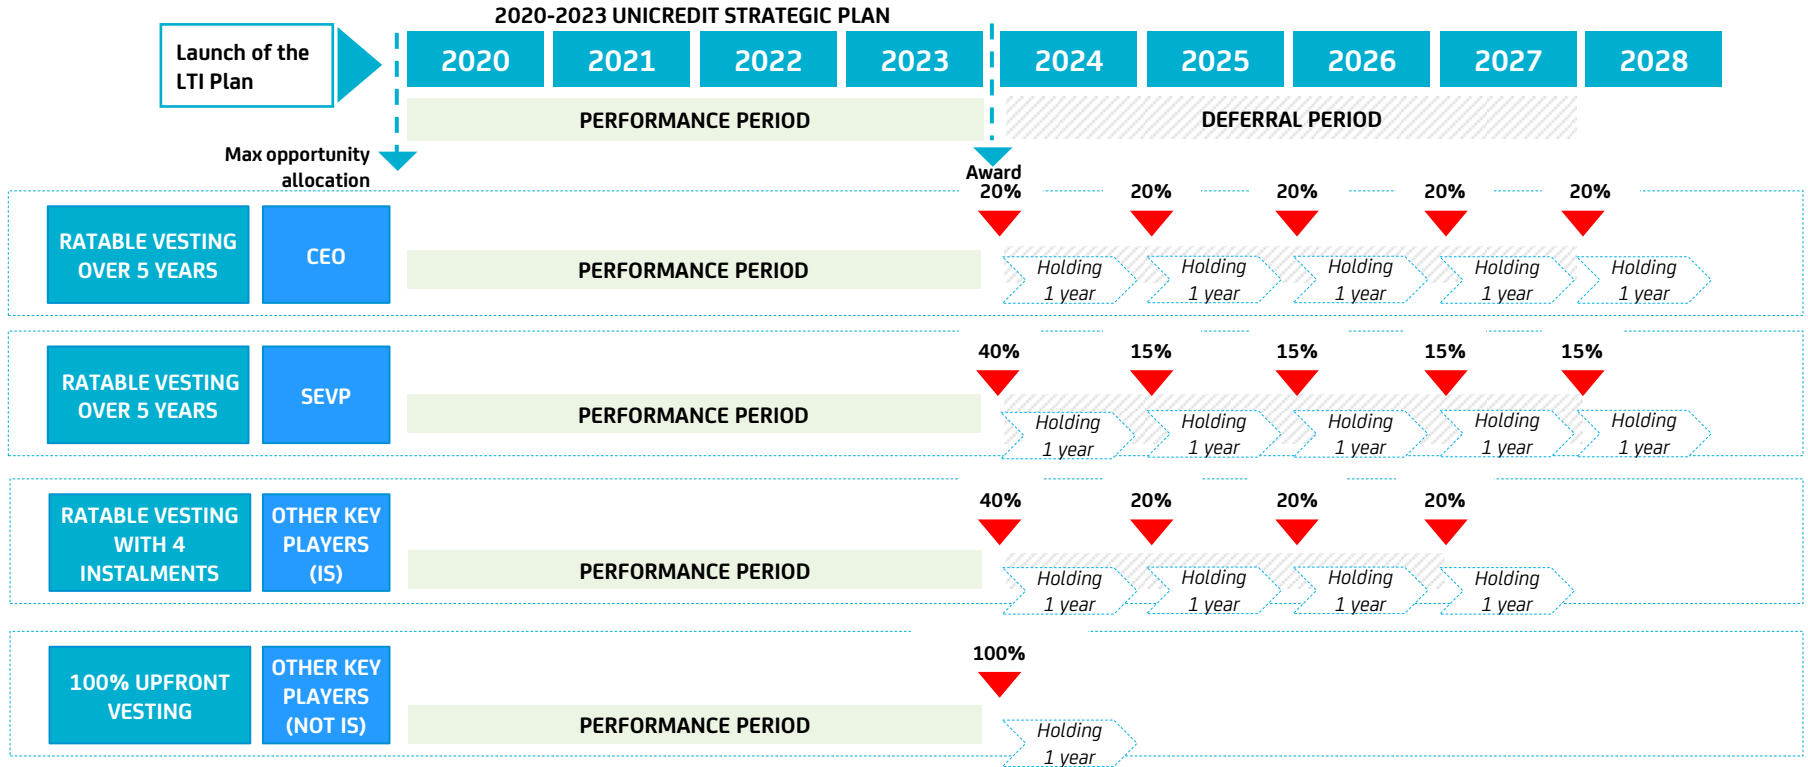 2020-2023 UNICREDIT STRATEGIC PLAN
Launch of the
LTI Plan
2020 2021 2022 2023 2024 2025 2026 2027 2028
PERFORMANCE PERIOD DEFERRAL PERIOD
Max opportunity
allocation
Award
20% 20% 20% 20% 20%
RATABLE VESTING
OVER 5 YEARS
CEO
PERFORMANCE PERIOD
Holding
1 year
Holding
1 year
Holding
1 year
Holding
1 year
Holding
1 year
40% 15% 15% 15% 15%
RATABLE VESTING
OVER 5 YEARS
SEVP
PERFORMANCE PERIOD
Holding
1 year
Holding
1 year
Holding
1 year
Holding
1 year
Holding
1 year
40% 20% 20% 20%
RATABLE VESTING
WITH 4
INSTALMENTS
OTHER KEY
PLAYERS
(IS)
PERFORMANCE PERIOD
Holding
1 year
Holding
1 year
Holding
1 year
Holding
1 year
100%
100% UPFRONT
VESTING
OTHER KEY
PLAYERS
(NOT IS)
PERFORMANCE PERIOD
Holding
1 year